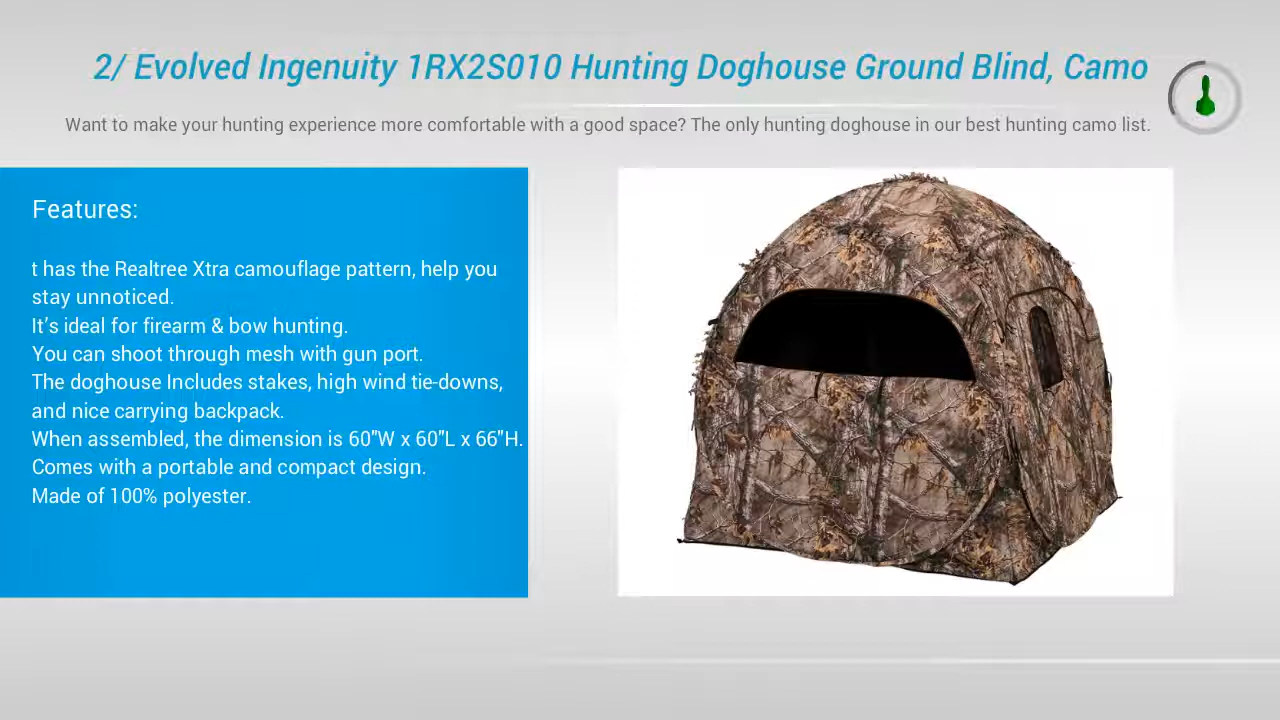 2/ Evolved Ingenuity 1RX2S010 Hunting Doghouse Ground Blind, Camo
Want to make your hunting experience more comfortable with a good space? The only hunting doghouse in our best hunting camo list.
Features:
t has the Realtree Xtra camouflage pattern, help you
stay unnoticed.
It’s ideal for firearm & bow hunting.
You can shoot through mesh with gun port.
The doghouse Includes stakes, high wind tie-downs,
and nice carrying backpack.
When assembled, the dimension is 60"W x 60"L x 66"H.
Comes with a portable and compact design.
Made of 100% polyester.